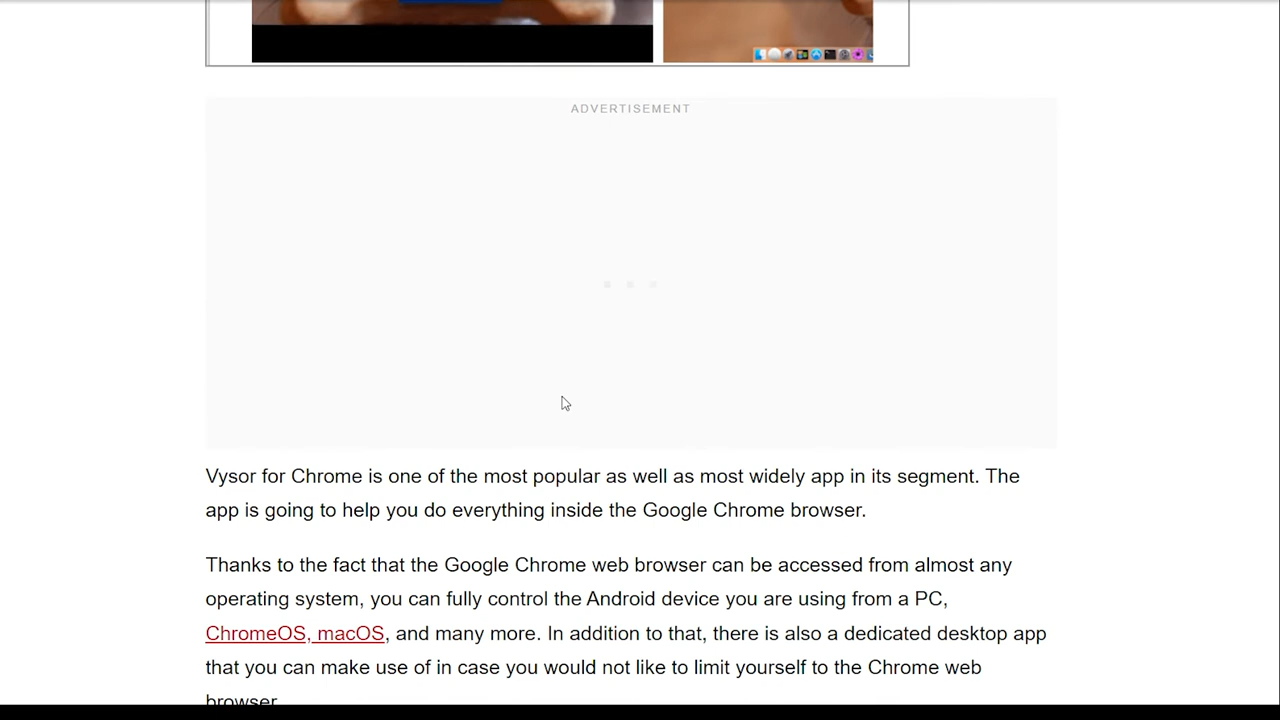 ADVERTISEMENT
Vysor for Chrome is one of the most popular as well as most widely app in its segment. The
app is going to help you do everything inside the Google Chrome browser.
Thanks to the fact that the Google Chrome web browser can be accessed from almost any
operating system, you can fully control the Android device you are using from a PC,
ChromeOS, macOS, and many more. In addition to that, there is also a dedicated desktop app
that you can make use of in case you would not like to limit yourself to the Chrome web
browser.